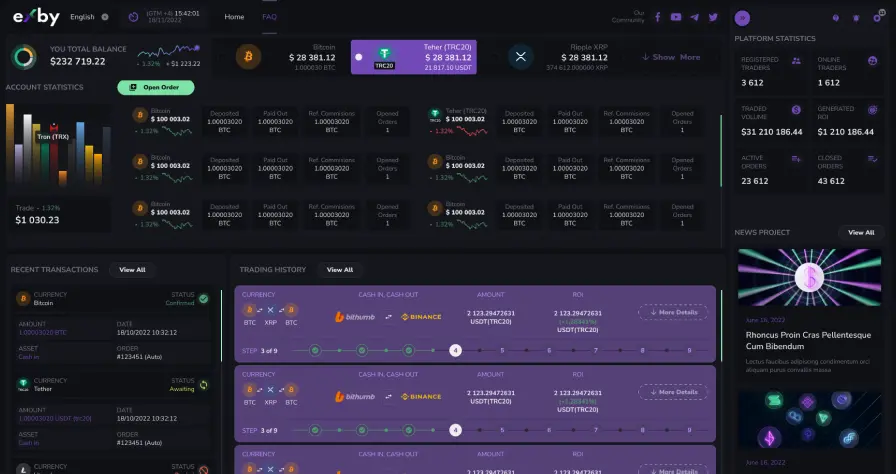 exby
English
(GTM +4) 15:42:01
18/11/2022
Home
FAQ
Our
Community
YOU TOTAL BALANCE
$232 719.22
1.32%
+ $1 223.22
Bitcoin
$ 28 381.12
1.000030 BTC
TRC20
Teher (TRC20)
$ 28 381.12
21.817.10 USDT
Ripple XRP
$ 28 381.12
374.613.000000 XRP
Show More
ACCOUNT STATISTICS
Open Order
Tron (TRX)
Trade - 1.32%
$1 030.23
Bitcoin
$ 100 003.02
1.32%
Deposited
1.00003020
BTC
Paid Out
1.00003020
BTC
Ref. Commisions
1.00003020
BTC
Opened
Orders
1
Teher (TRC20)
$ 100 003.02
1.32%
Deposited
1.00003020
BTC
Paid Out
1.00003020
BTC
Ref. Commisions
1.00003020
BTC
Opened
Orders
1
Bitcoin
$ 100 003.02
1.32%
Deposited
1.00003020
BTC
Paid Out
1.00003020
BTC
Ref. Commisions
1.00003020
BTC
Opened
Orders
1
Bitcoin
$ 100 003.02
1.32%
Deposited
1.00003020
BTC
Paid Out
1.00003020
BTC
Ref. Commisions
1.00003020
BTC
Opened
Orders
1
Bitcoin
$ 100 003.02
1.32%
Deposited
1.00003020
BTC
Paid Out
1.00003020
BTC
Ref. Commisions
1.00003020
BTC
Opened
Orders
1
Bitcoin
$ 100 003.02
1.32%
Deposited
1.00003020
BTC
Paid Out
1.00003020
BTC
Ref. Commisions
1.00003020
BTC
Opened
Orders
1
RECENT TRANSACTIONS
View All
CURRENCY
Bitcoin
STATUS
Confirmed
AMOUNT
1.00003020 BTC
DATE
18/10/2022 10:32:12
ASSET
Cash in
ORDER
#123451 (Auto)
CURRENCY
Tether
STATUS
Awaiting
AMOUNT
1.00003020 USDT (trc20)
DATE
18/10/2022 10:32:12
ASSET
Cash in
ORDER
#123451 (Auto)
CURRENCY
STATUS
TRADING HISTORY
View All
CURRENCY
CASH IN, CASH OUT
AMOUNT
ROI
BTC
XRP
BTC
bithumb
BINANCE
2 123.29472631
USDT(TRC20)
2 123.29472631
USDT(TRC20)
More Details
STEP 3 of 9
4
5
6
7
8
9
CURRENCY
CASH IN, CASH OUT
AMOUNT
ROI
BTC
XRP
BTC
bithumb
BINANCE
2 123.29472631
USDT(TRC20)
2 123.29472631
USDT(TRC20)
More Details
STEP 3 of 9
4
5
6
7
8
9
CURRENCY
CASH IN, CASH OUT
AMOUNT
ROI
2 123.29472631
2 123.29472631
More Details
PLATFORM STATISTICS
REGISTERED
TRADERS
3 612
ONLINE
TRADERS
1 612
TRADED
VOLUME
$31 210 186.44
GENERATED
ROI
$1 210 186.44
ACTIVE
ORDERS
23 612
CLOSED
ORDERS
43 612
NEWS PROJECT
View All
June 16, 2022
Rhoncus Proin Cras Pellentesque
Cum Bibendum
Lectus faucibus adipiscing condimentum orci
aliquam purus convallis massa
June 16, 2022